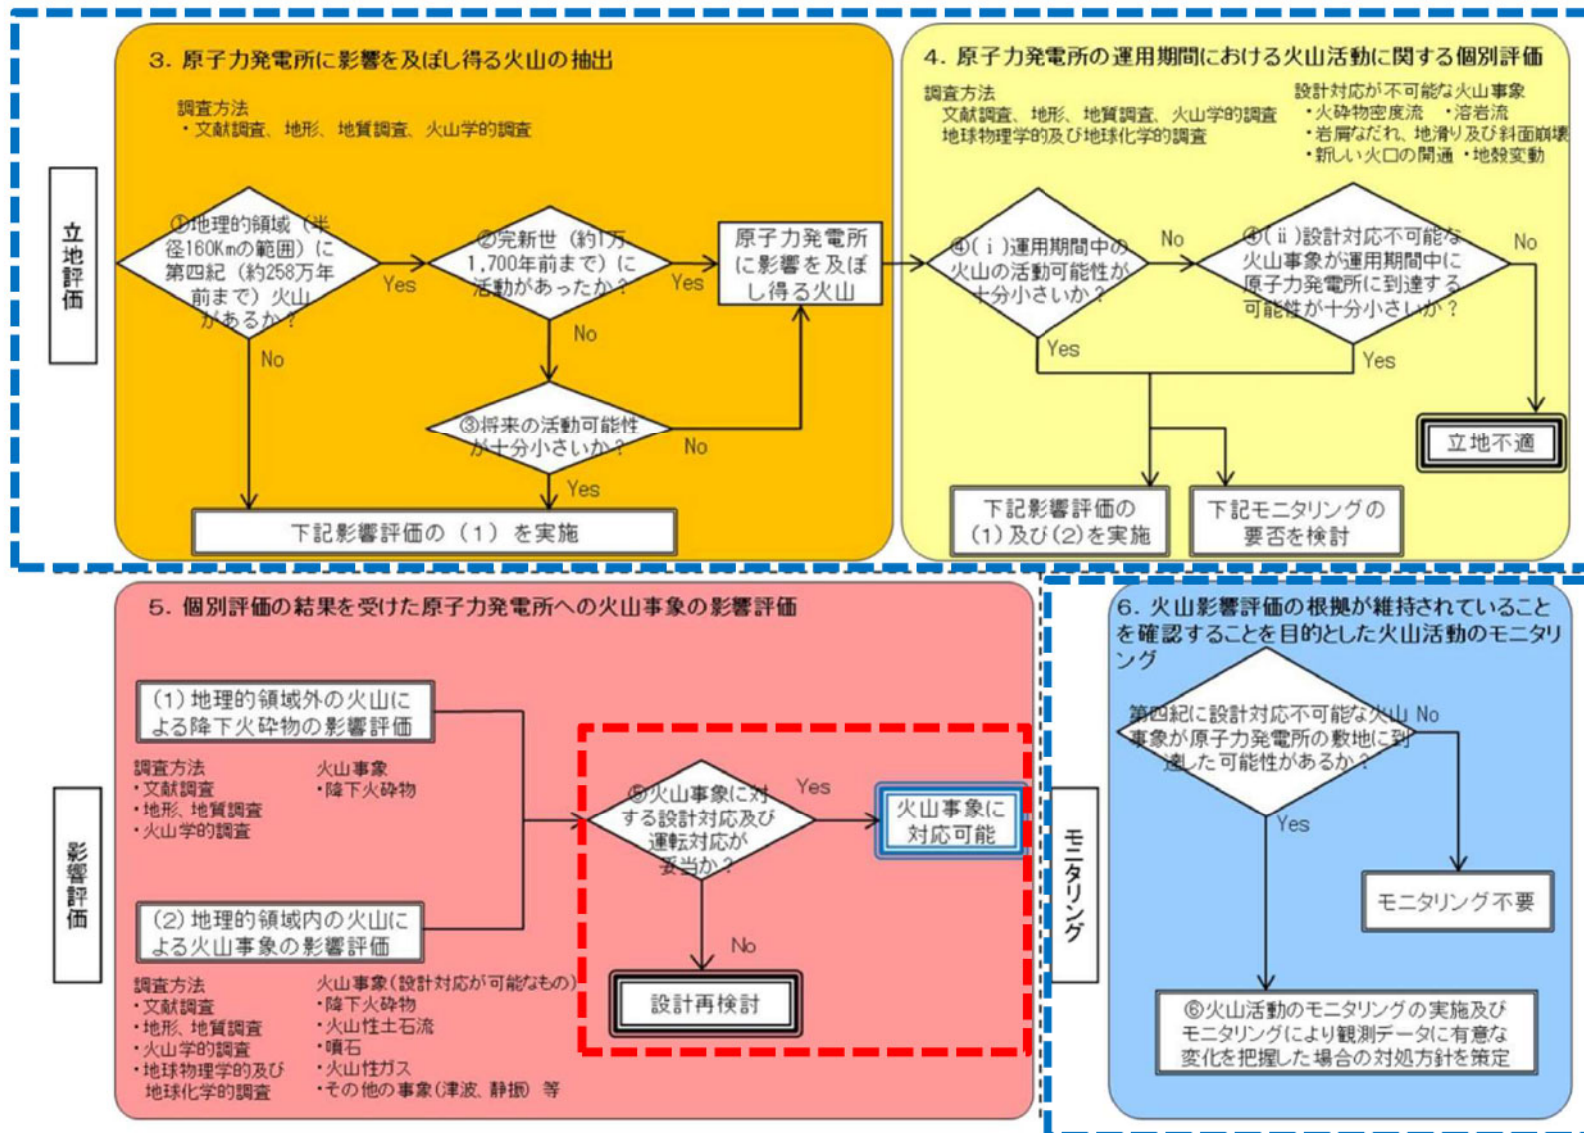 立地評価
3. 原子力発電所に影響を及ぼし得る火山の抽出
調査方法
・文献調査、地形、地質調査、火山学的調査
①地理的領域（半
径160Kmの範囲）に
第四紀（約258万年
前まで）火山
があるか？
Yes
No
②完新世（約1万
1,700年前まで）に
活動があったか？
Yes
No
原子力発電所
に影響を及ぼ
し得る火山
③将来の活動可能性
が十分小さいか？
No
Yes
下記影響評価の（1）を実施
4. 原子力発電所の運用期間における火山活動に関する個別評価
調査方法
文献調査、地形、地質調査、火山学的調査
地球物理学的及び地球化学的調査
設計対応が不可能な火山事象
・火砕物密度流 ・溶岩流
・岩屑なだれ、地滑り及び斜面崩壊
・新しい火口の開通 ・地殻変動
④(ⅰ)運用期間中の
火山の活動可能性が
十分小さいか？
No
Yes
④(ⅱ)設計対応不可能な
火山事象が運用期間中に
原子力発電所に到達する
可能性が十分小さいか？
No
Yes
立地不適
下記影響評価の
(1)及び(2)を実施
下記モニタリングの
要否を検討
影響評価
5. 個別評価の結果を受けた原子力発電所への火山事象の影響評価
(1)地理的領域外の火山に
よる降下火砕物の影響評価
調査方法
・文献調査
・地形、地質調査
・火山学的調査
火山事象
・降下火砕物
(2)地理的領域内の火山に
よる火山事象の影響評価
調査方法
・文献調査
・地形、地質調査
・火山学的調査
・地球物理学的及び
地球化学的調査
火山事象(設計対応が可能なもの)
・降下火砕物
・火山性土石流
・噴石
・火山性ガス
・その他の事象(津波、静振) 等
⑤火山事象に対
する設計対応及び
運転対応が
妥当か？
Yes
火山事象に
対応可能
No
設計再検討
モニタリング
6. 火山影響評価の根拠が維持されていること
を確認することを目的とした火山活動のモニタリ
ング
第四紀に設計対応不可能な火山
事象が原子力発電所の敷地に到
達した可能性があるか？
No
Yes
モニタリング不要
⑥火山活動のモニタリングの実施及び
モニタリングにより観測データに有意な
変化を把握した場合の対処方針を策定